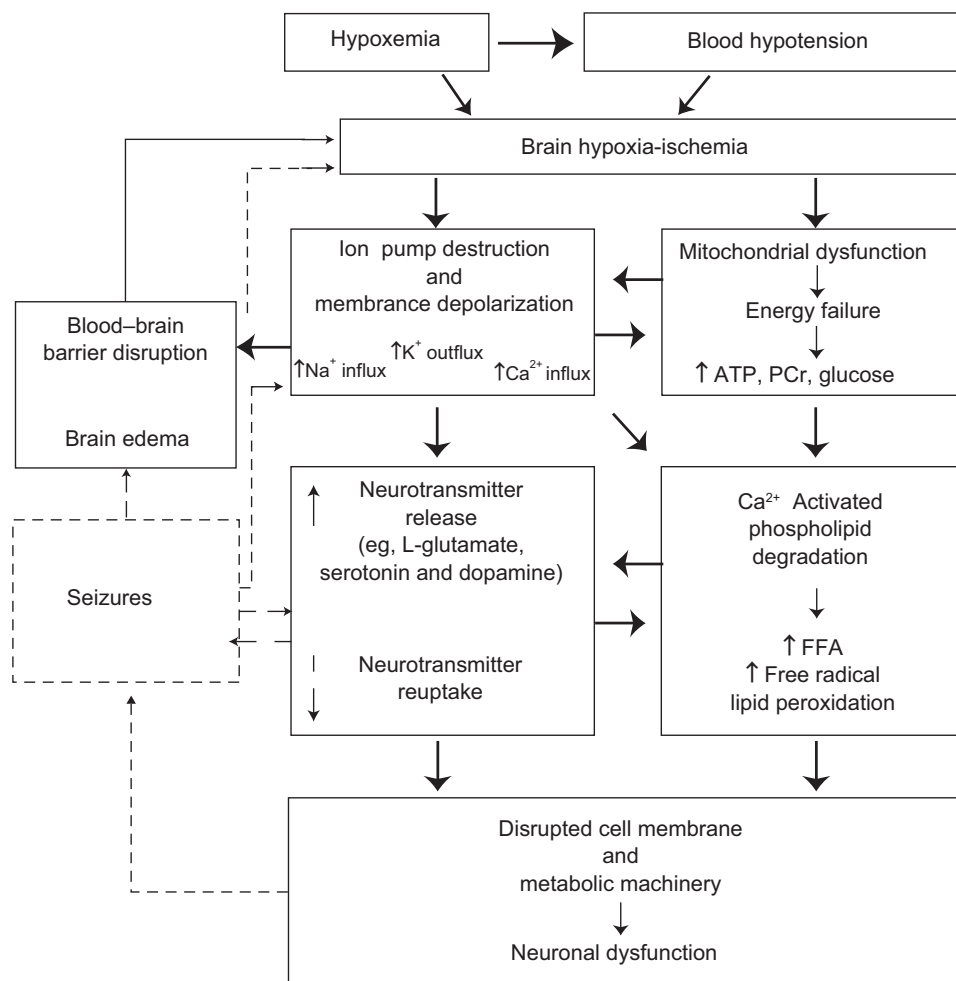 Hypoxemia
Blood hypotension
Brain hypoxia-ischemia
Ion pump destruction
and
membrance depolarization
↑Na⁺ influx
↑K⁺ outflux
↑Ca²⁺ influx
Mitochondrial dysfunction
Energy failure
↑ ATP, PCr, glucose
Blood–brain
barrier disruption
Brain edema
Neurotransmitter
release
(eg, L-glutamate,
serotonin and dopamine)
Neurotransmitter
reuptake
Ca²⁺ Activated
phospholipid
degradation
↑ FFA
↑ Free radical
lipid peroxidation
Seizures
Disrupted cell membrane
and
metabolic machinery
Neuronal dysfunction